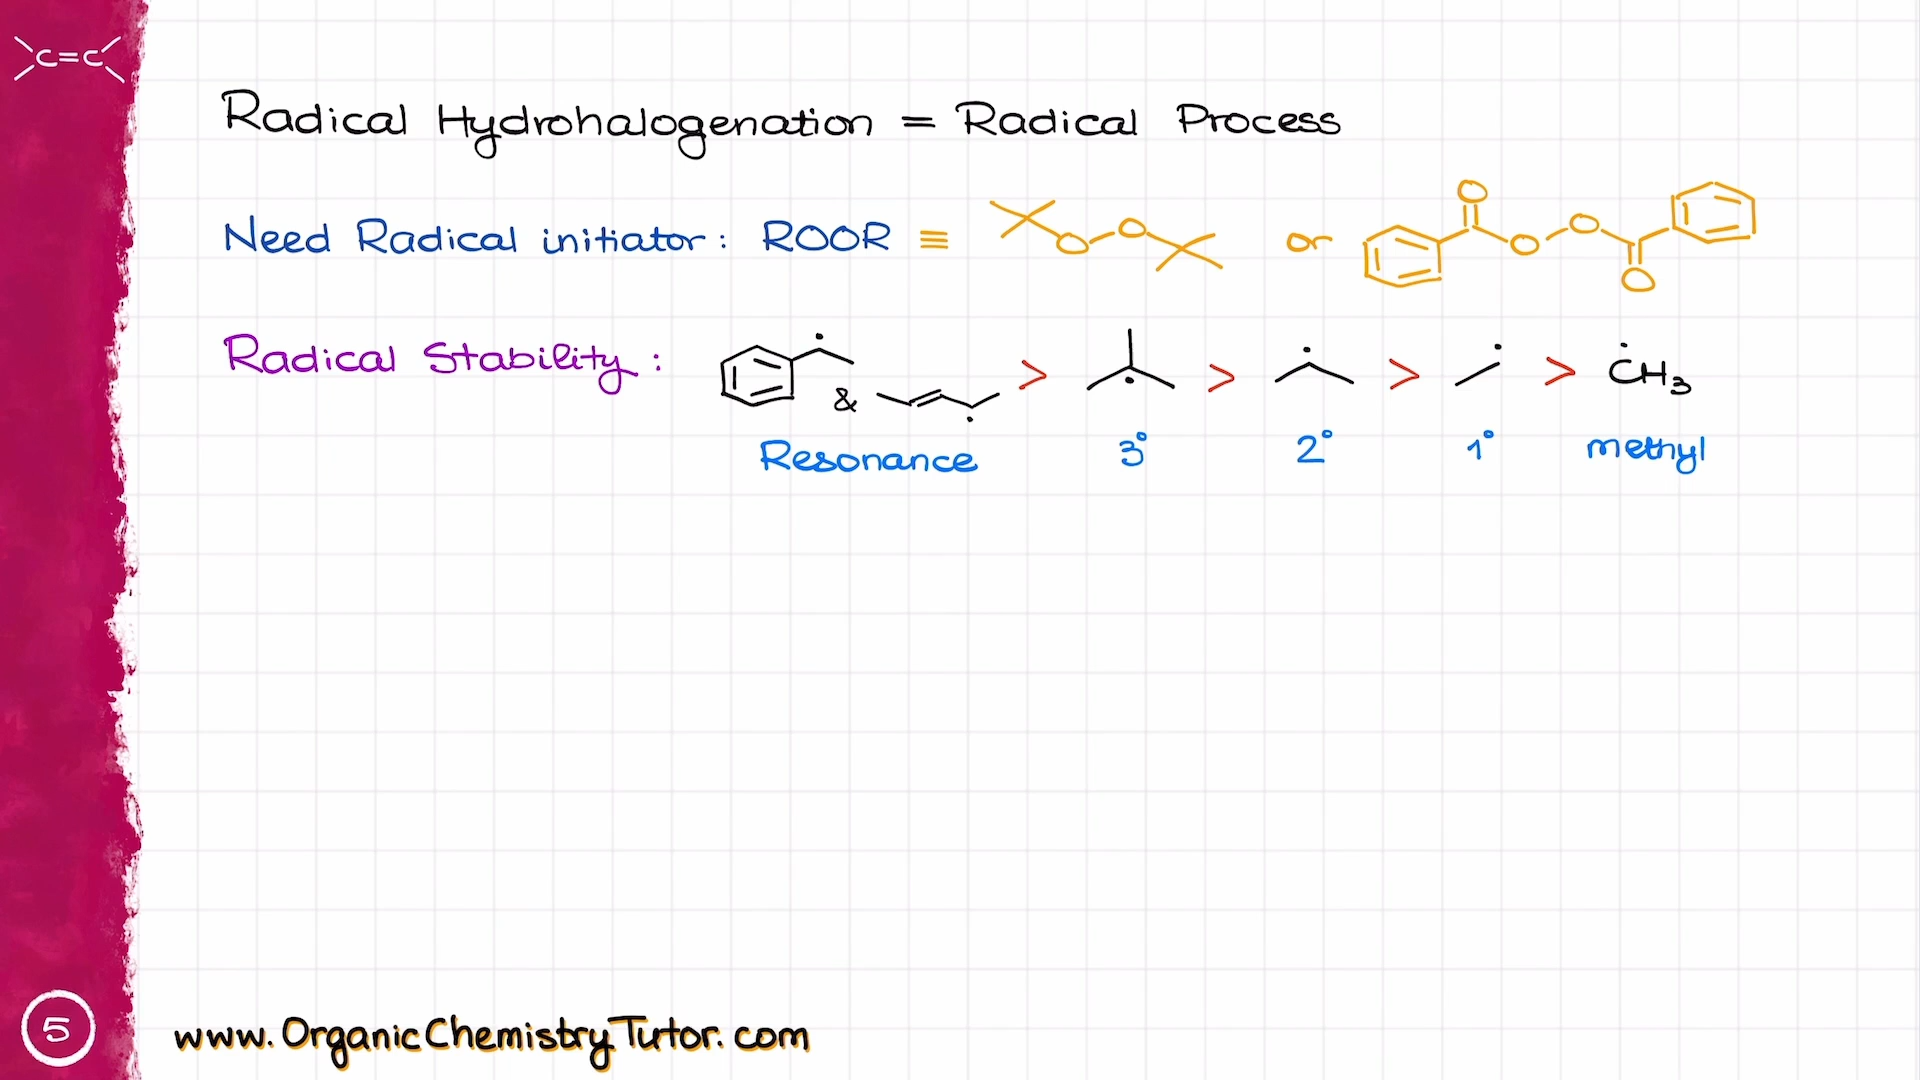 C=C
Radical Hydrohalogenation = Radical Process
Need Radical initiator: ROOR ≡ O O or O O O O
Radical Stability: & > > > > ĊH₃
Resonance 3° 2° 1° methyl
5
www.OrganicChemistryTutor.com